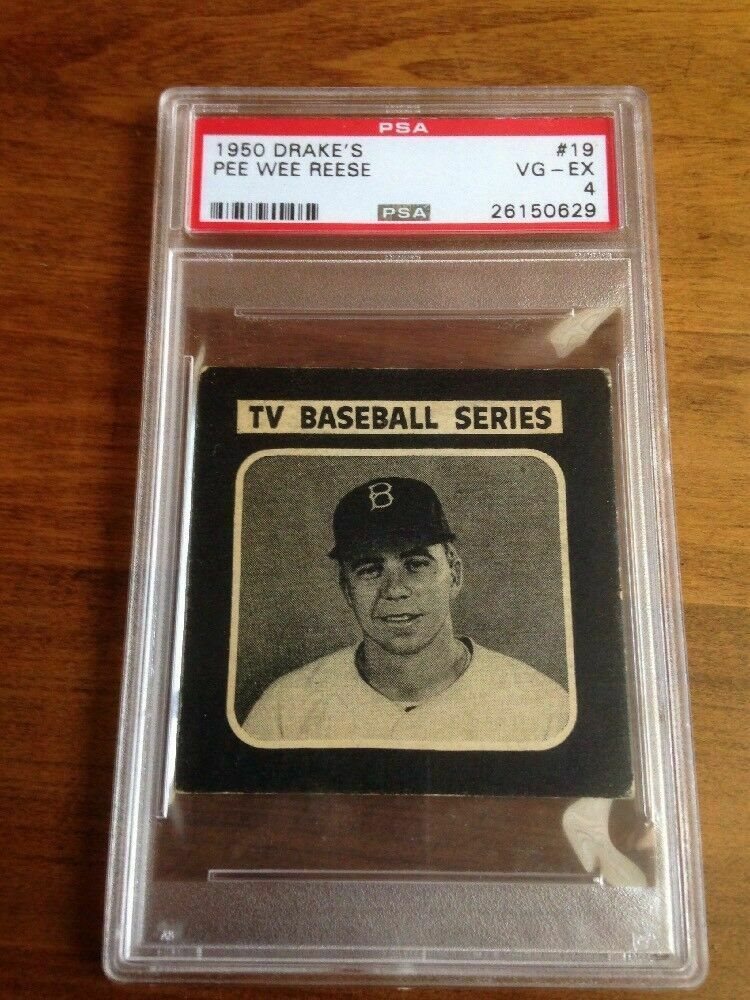 PSA
1950 DRAKE'S #19
PEE WEE REESE VG-EX
4
PSA 26150629
TV BASEBALL SERIES
B